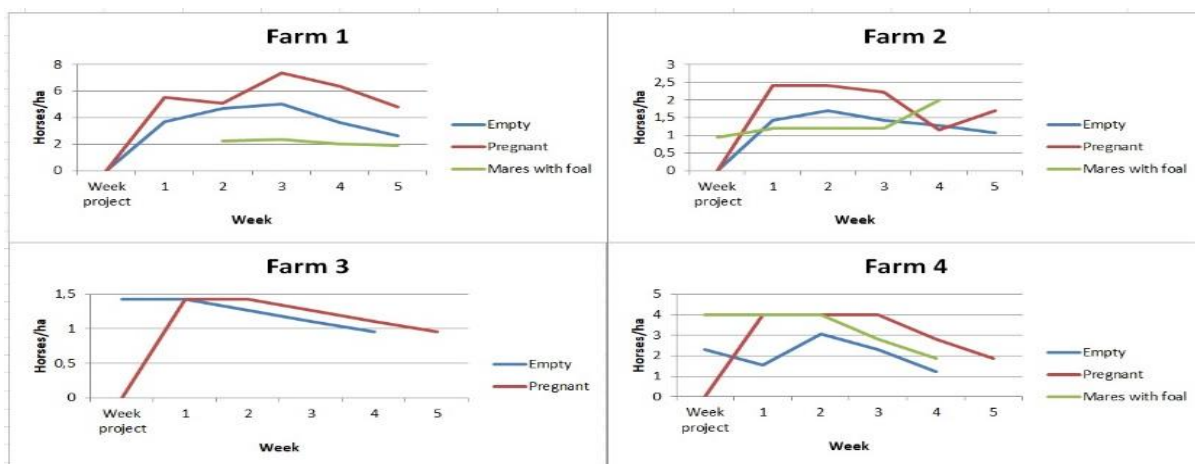 Farm 1
Horses/ha
8
6
4
2
0
Week project
1
2
3
4
5
Week
Empty
Pregnant
Mares with foal
Farm 2
Horses/ha
3
2,5
2
1,5
1
0,5
0
Week project
1
2
3
4
5
Week
Empty
Pregnant
Mares with foal
Farm 3
Horses/ha
1,5
1
0,5
0
Week project
1
2
3
4
5
Week
Empty
Pregnant
Farm 4
Horses/ha
5
4
3
2
1
0
Week project
1
2
3
4
5
Week
Empty
Pregnant
Mares with foal